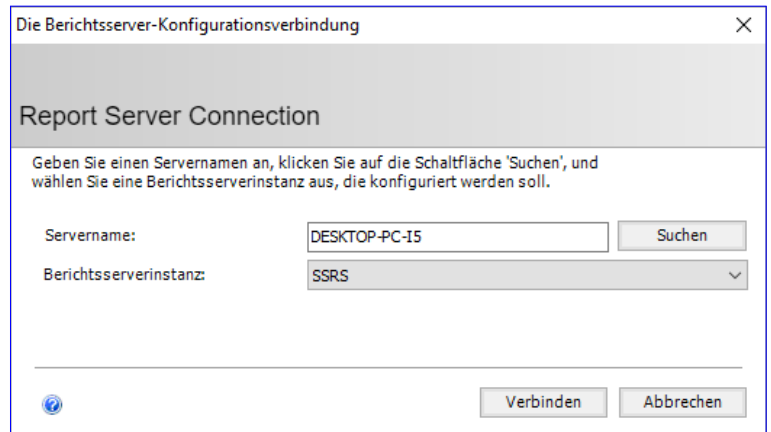 Die Berichtsserver-Konfigurationsverbindung
Report Server Connection
Geben Sie einen Servernamen an, klicken Sie auf die Schaltfläche 'Suchen', und
wählen Sie eine Berichtsserverinstanz aus, die konfiguriert werden soll.
Servername: DESKTOP-PC-I5 Suchen
Berichtsserverinstanz: SSRS
Verbinden Abbrechen